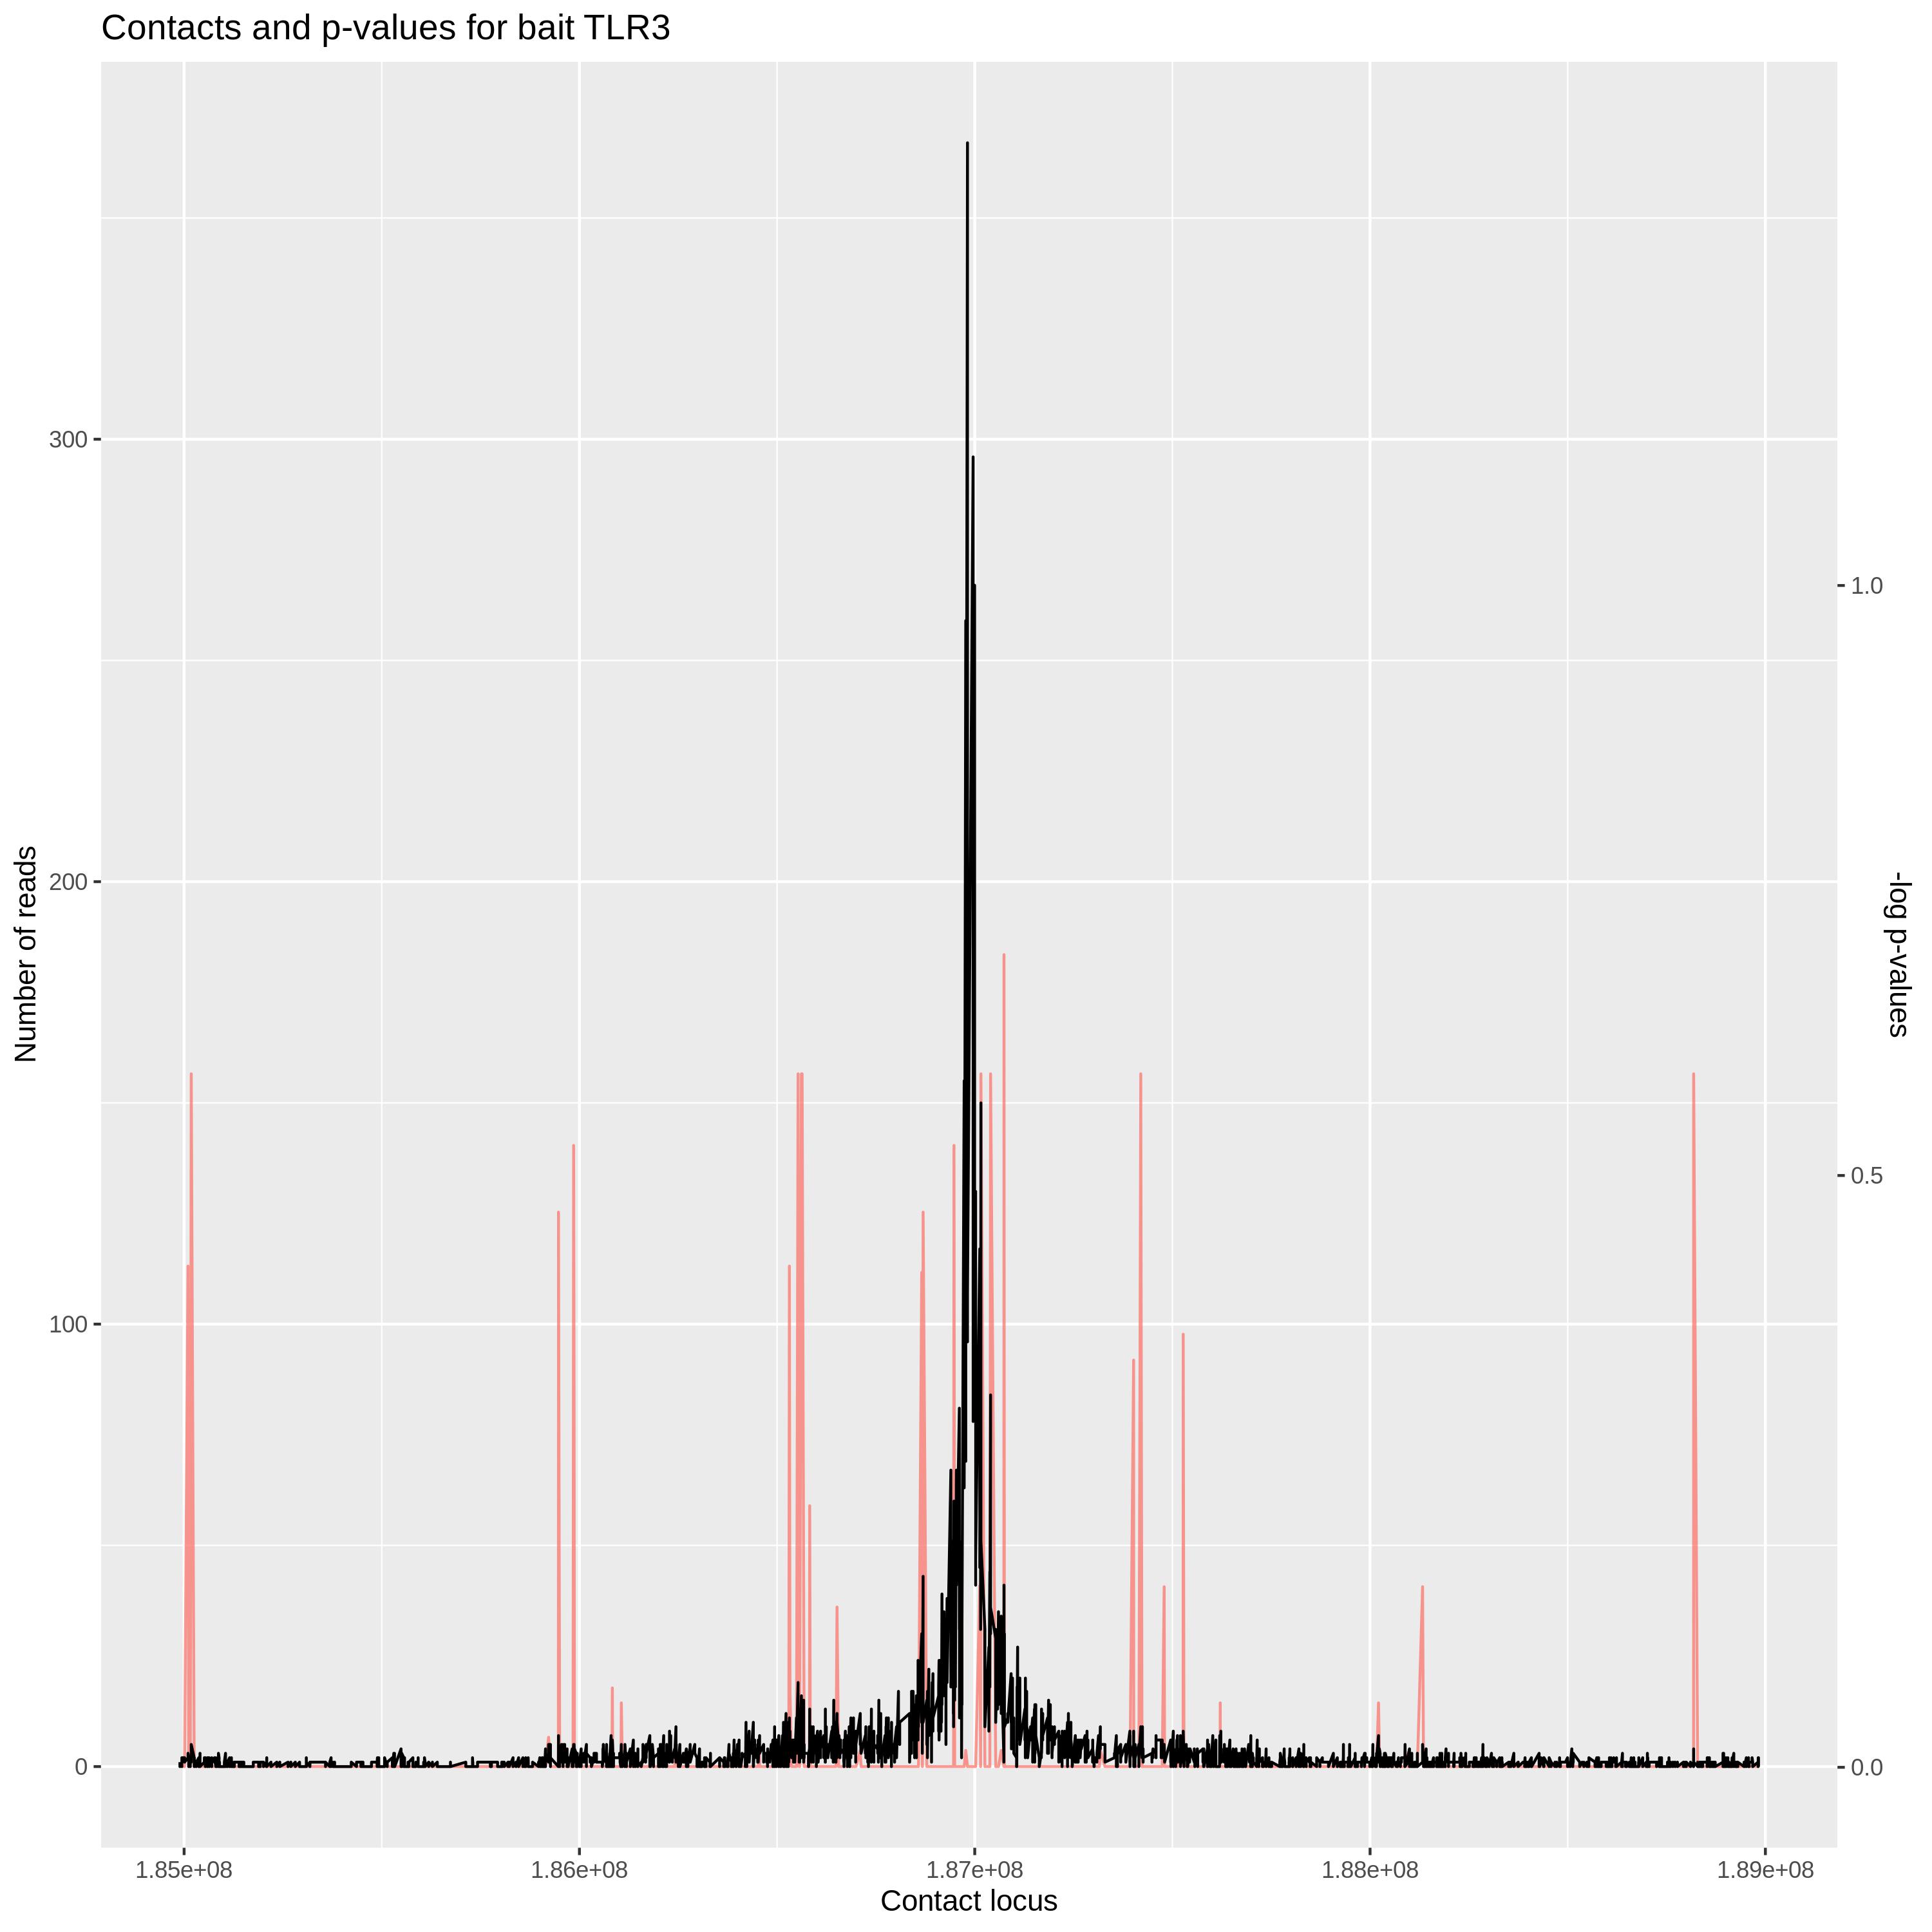 Contacts and p-values for bait TLR3
Number of reads
300
200
100
0
1.0
0.5
0.0
-log p-values
1.85e+08
1.86e+08
1.87e+08
1.88e+08
1.89e+08
Contact locus